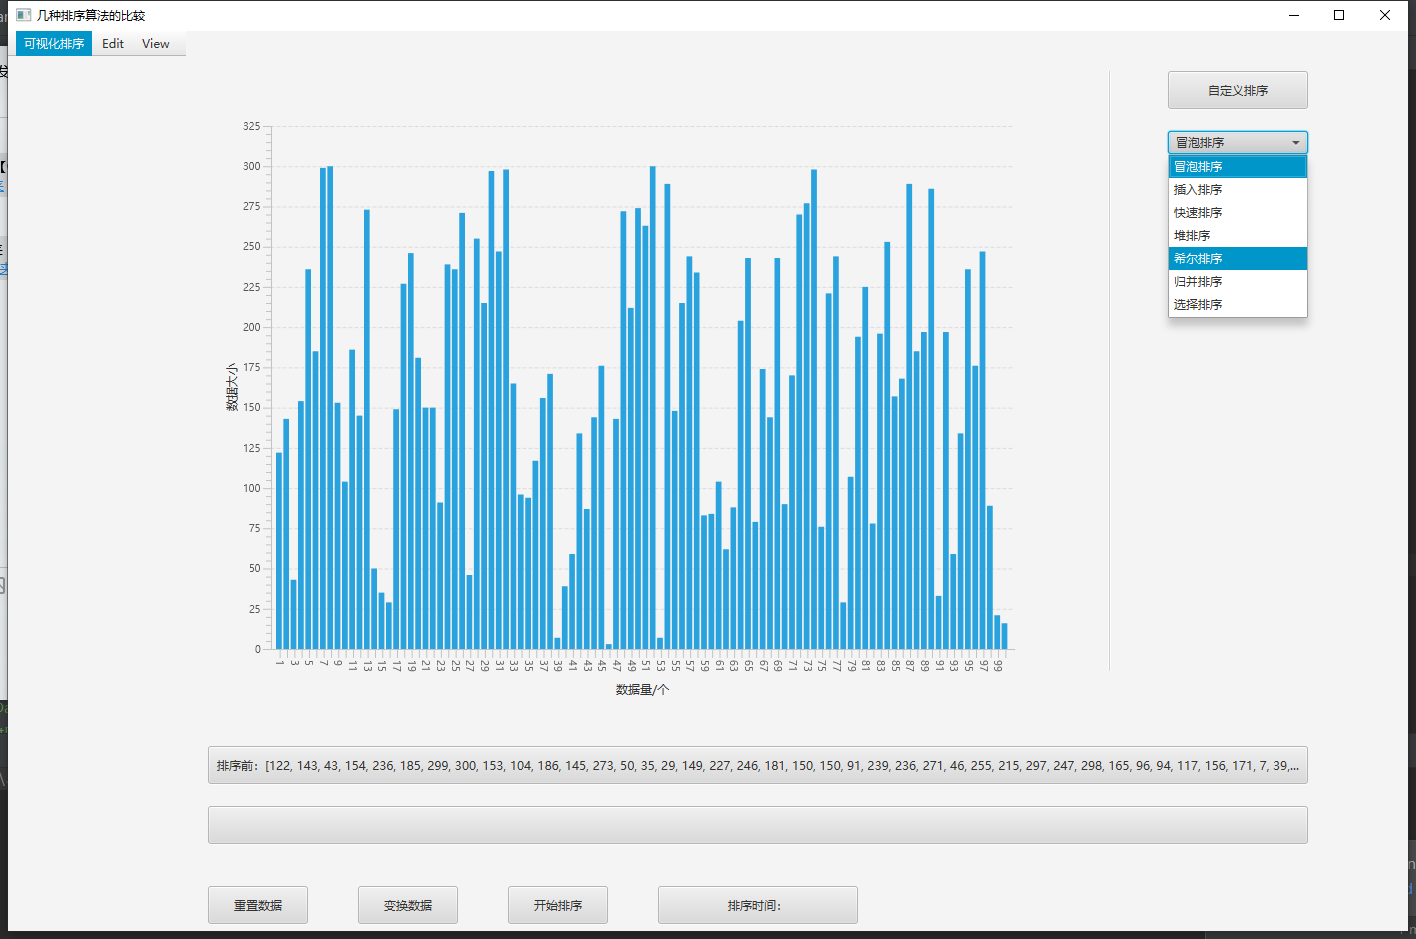 几种排序算法的比较
可视化排序 Edit View
自定义排序
冒泡排序
冒泡排序
插入排序
快速排序
堆排序
希尔排序
归并排序
选择排序
325
300
275
250
225
200
175
150
125
100
75
50
25
0
数据大小
1 3 5 7 9 11 13 15 17 19 21 23 25 27 29 31 33 35 37 39 41 43 45 47 49 51 53 55 57 59 61 63 65 67 69 71 73 75 77 79 81 83 85 87 89 91 93 95 97 99
数据量/个
排序前：[122, 143, 43, 154, 236, 185, 299, 300, 153, 104, 186, 145, 273, 50, 35, 29, 149, 227, 246, 181, 150, 150, 91, 239, 236, 271, 46, 255, 215, 297, 247, 298, 165, 96, 94, 117, 156, 171, 7, 39,...
重置数据 变换数据 开始排序 排序时间：